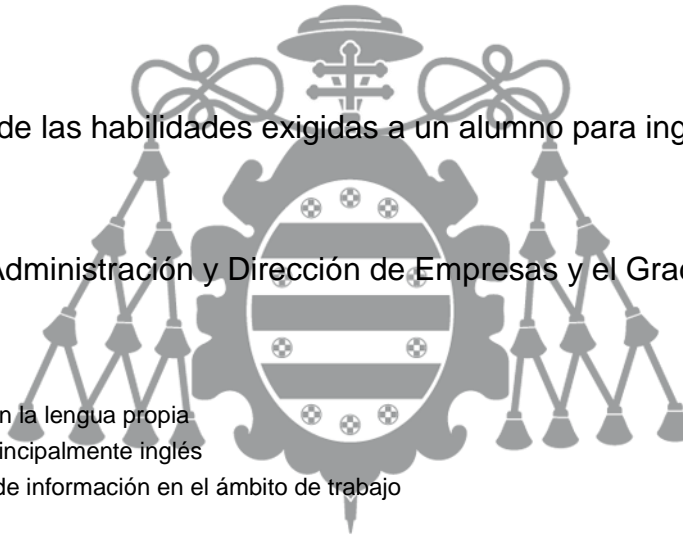 de las habilidades exigidas a un alumno para ing
Administración y Dirección de Empresas y el Grad
n la lengua propia
incipalmente inglés
de información en el ámbito de trabajo